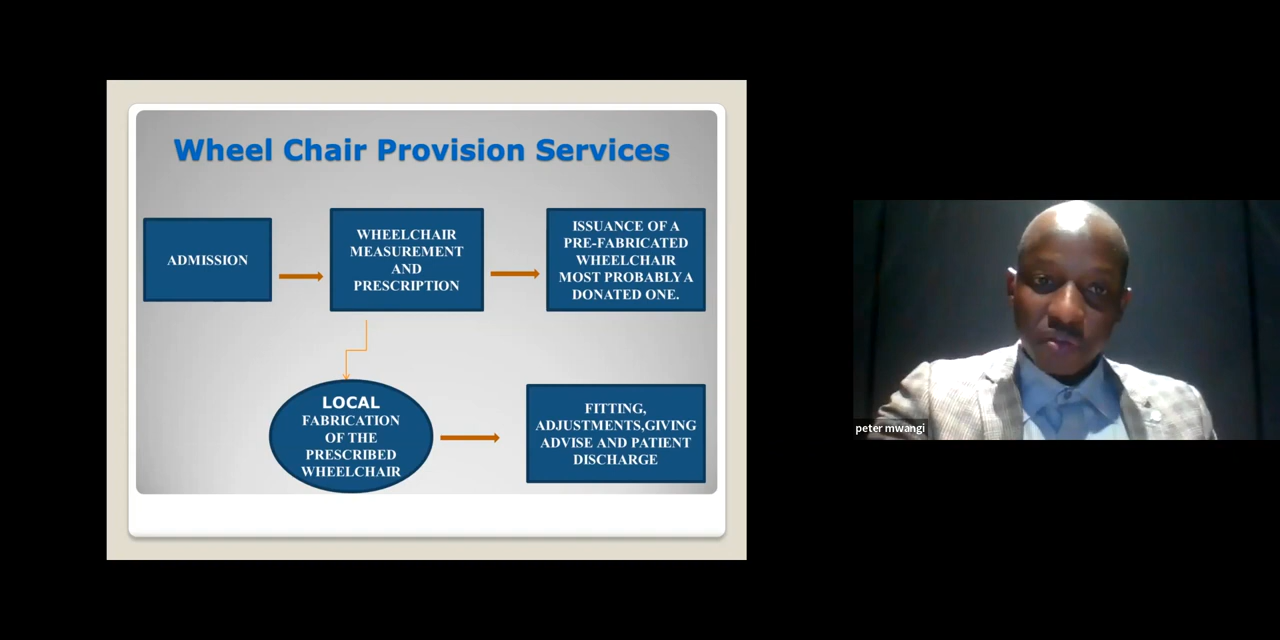 Wheel Chair Provision Services
ADMISSION
WHEELCHAIR
MEASUREMENT
AND
PRESCRIPTION
ISSUANCE OF A
PRE-FABRICATED
WHEELCHAIR
MOST PROBABLY A
DONATED ONE.
LOCAL
FABRICATION
OF THE
PRESCRIBED
WHEELCHAIR
FITTING,
ADJUSTMENTS,GIVING
ADVISE AND PATIENT
DISCHARGE
peter mwangi